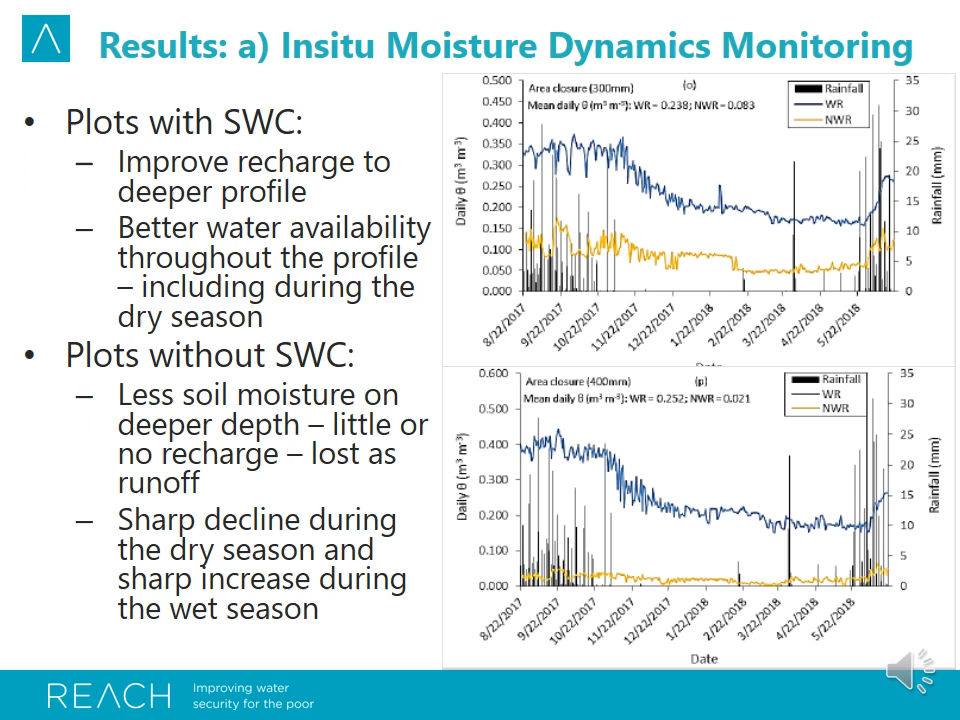 Results: a) Insitu Moisture Dynamics Monitoring
• Plots with SWC:
– Improve recharge to
deeper profile
– Better water availability
throughout the profile
– including during the
dry season
• Plots without SWC:
– Less soil moisture on
deeper depth – little or
no recharge – lost as
runoff
– Sharp decline during
the dry season and
sharp increase during
the wet season
Area closure (300mm) (o)
Mean daily θ (m³ m⁻³): WR = 0.238; NWR = 0.083
Rainfall
WR
NWR
Daily θ (m³ m⁻³)
0.500
0.450
0.400
0.350
0.300
0.250
0.200
0.150
0.100
0.050
0.000
35
30
25
20
15
10
5
0
Rainfall (mm)
8/22/2017
9/22/2017
10/22/2017
11/22/2017
12/22/2017
1/22/2018
2/22/2018
3/22/2018
4/22/2018
5/22/2018
Date
Area closure (400mm) (p)
Mean daily θ (m³ m⁻³): WR = 0.252; NWR = 0.021
Rainfall
WR
NWR
Daily θ (m³ m⁻³)
0.600
0.500
0.400
0.300
0.200
0.100
0.000
35
30
25
20
15
10
5
0
Rainfall (mm)
8/22/2017
9/22/2017
10/22/2017
11/22/2017
12/22/2017
1/22/2018
2/22/2018
3/22/2018
4/22/2018
5/22/2018
Date
REACH
Improving water
security for the poor